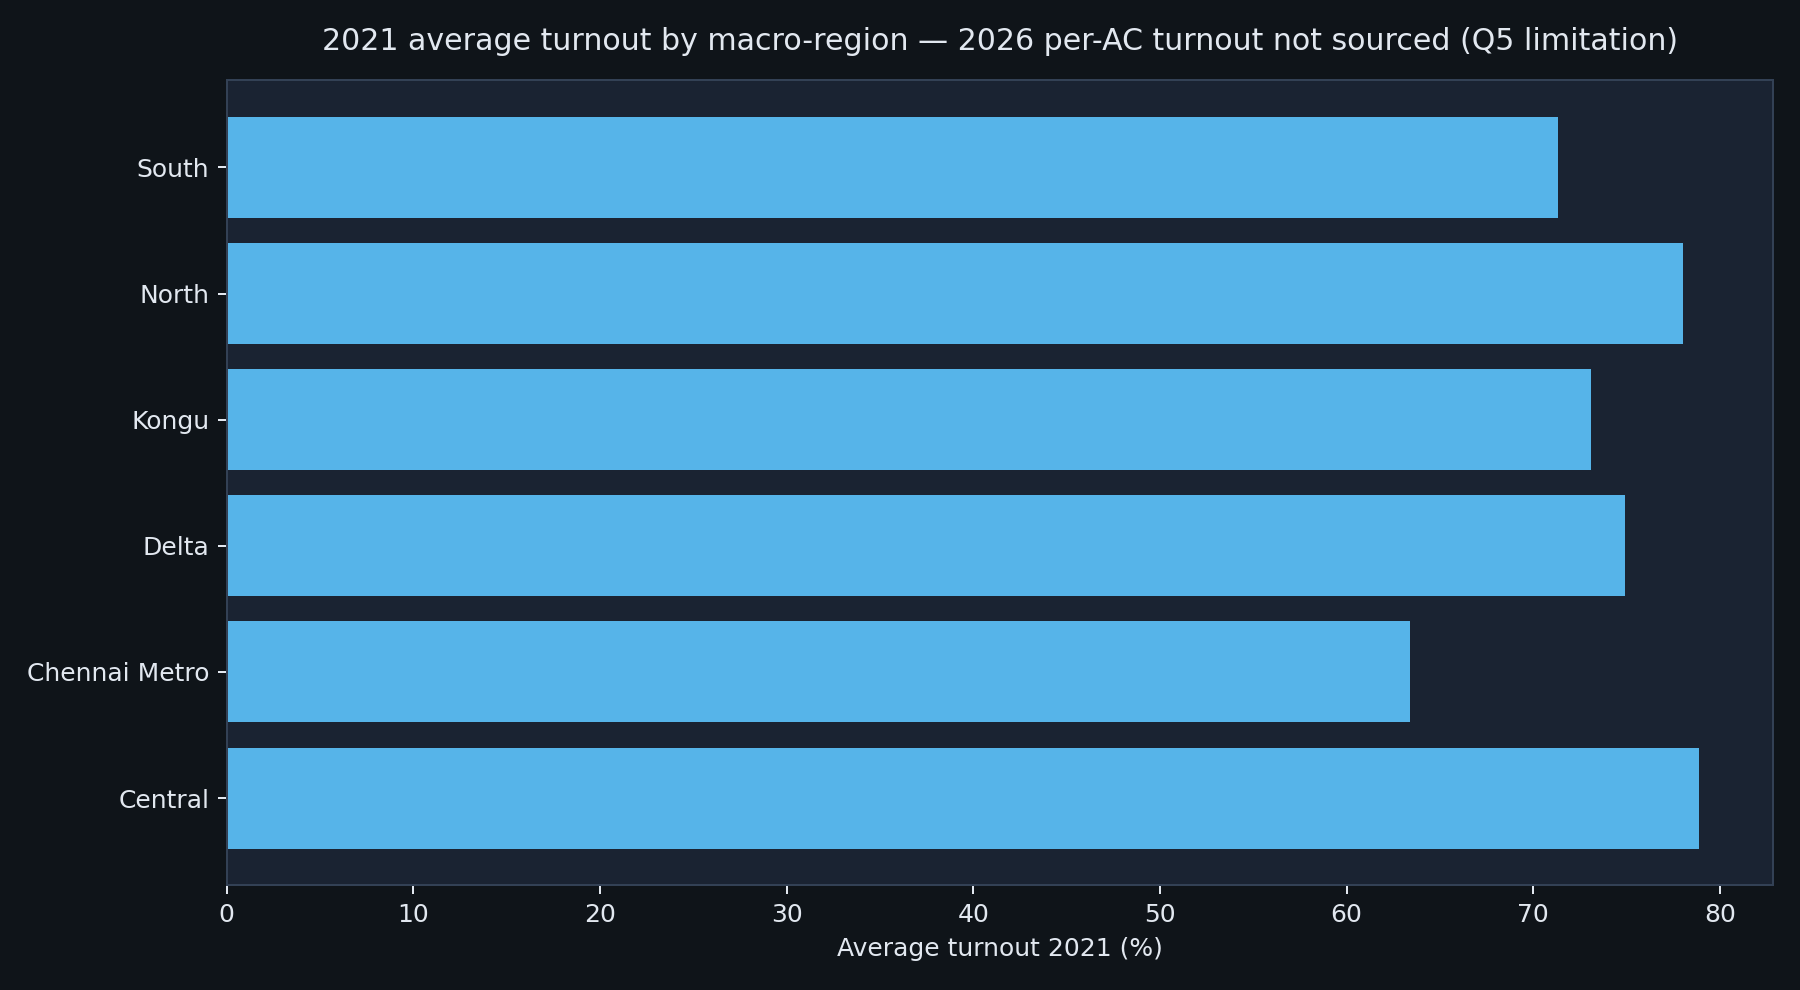 2021 average turnout by macro-region — 2026 per-AC turnout not sourced (Q5 limitation)
South
North
Kongu
Delta
Chennai Metro
Central
0 10 20 30 40 50 60 70 80
Average turnout 2021 (%)